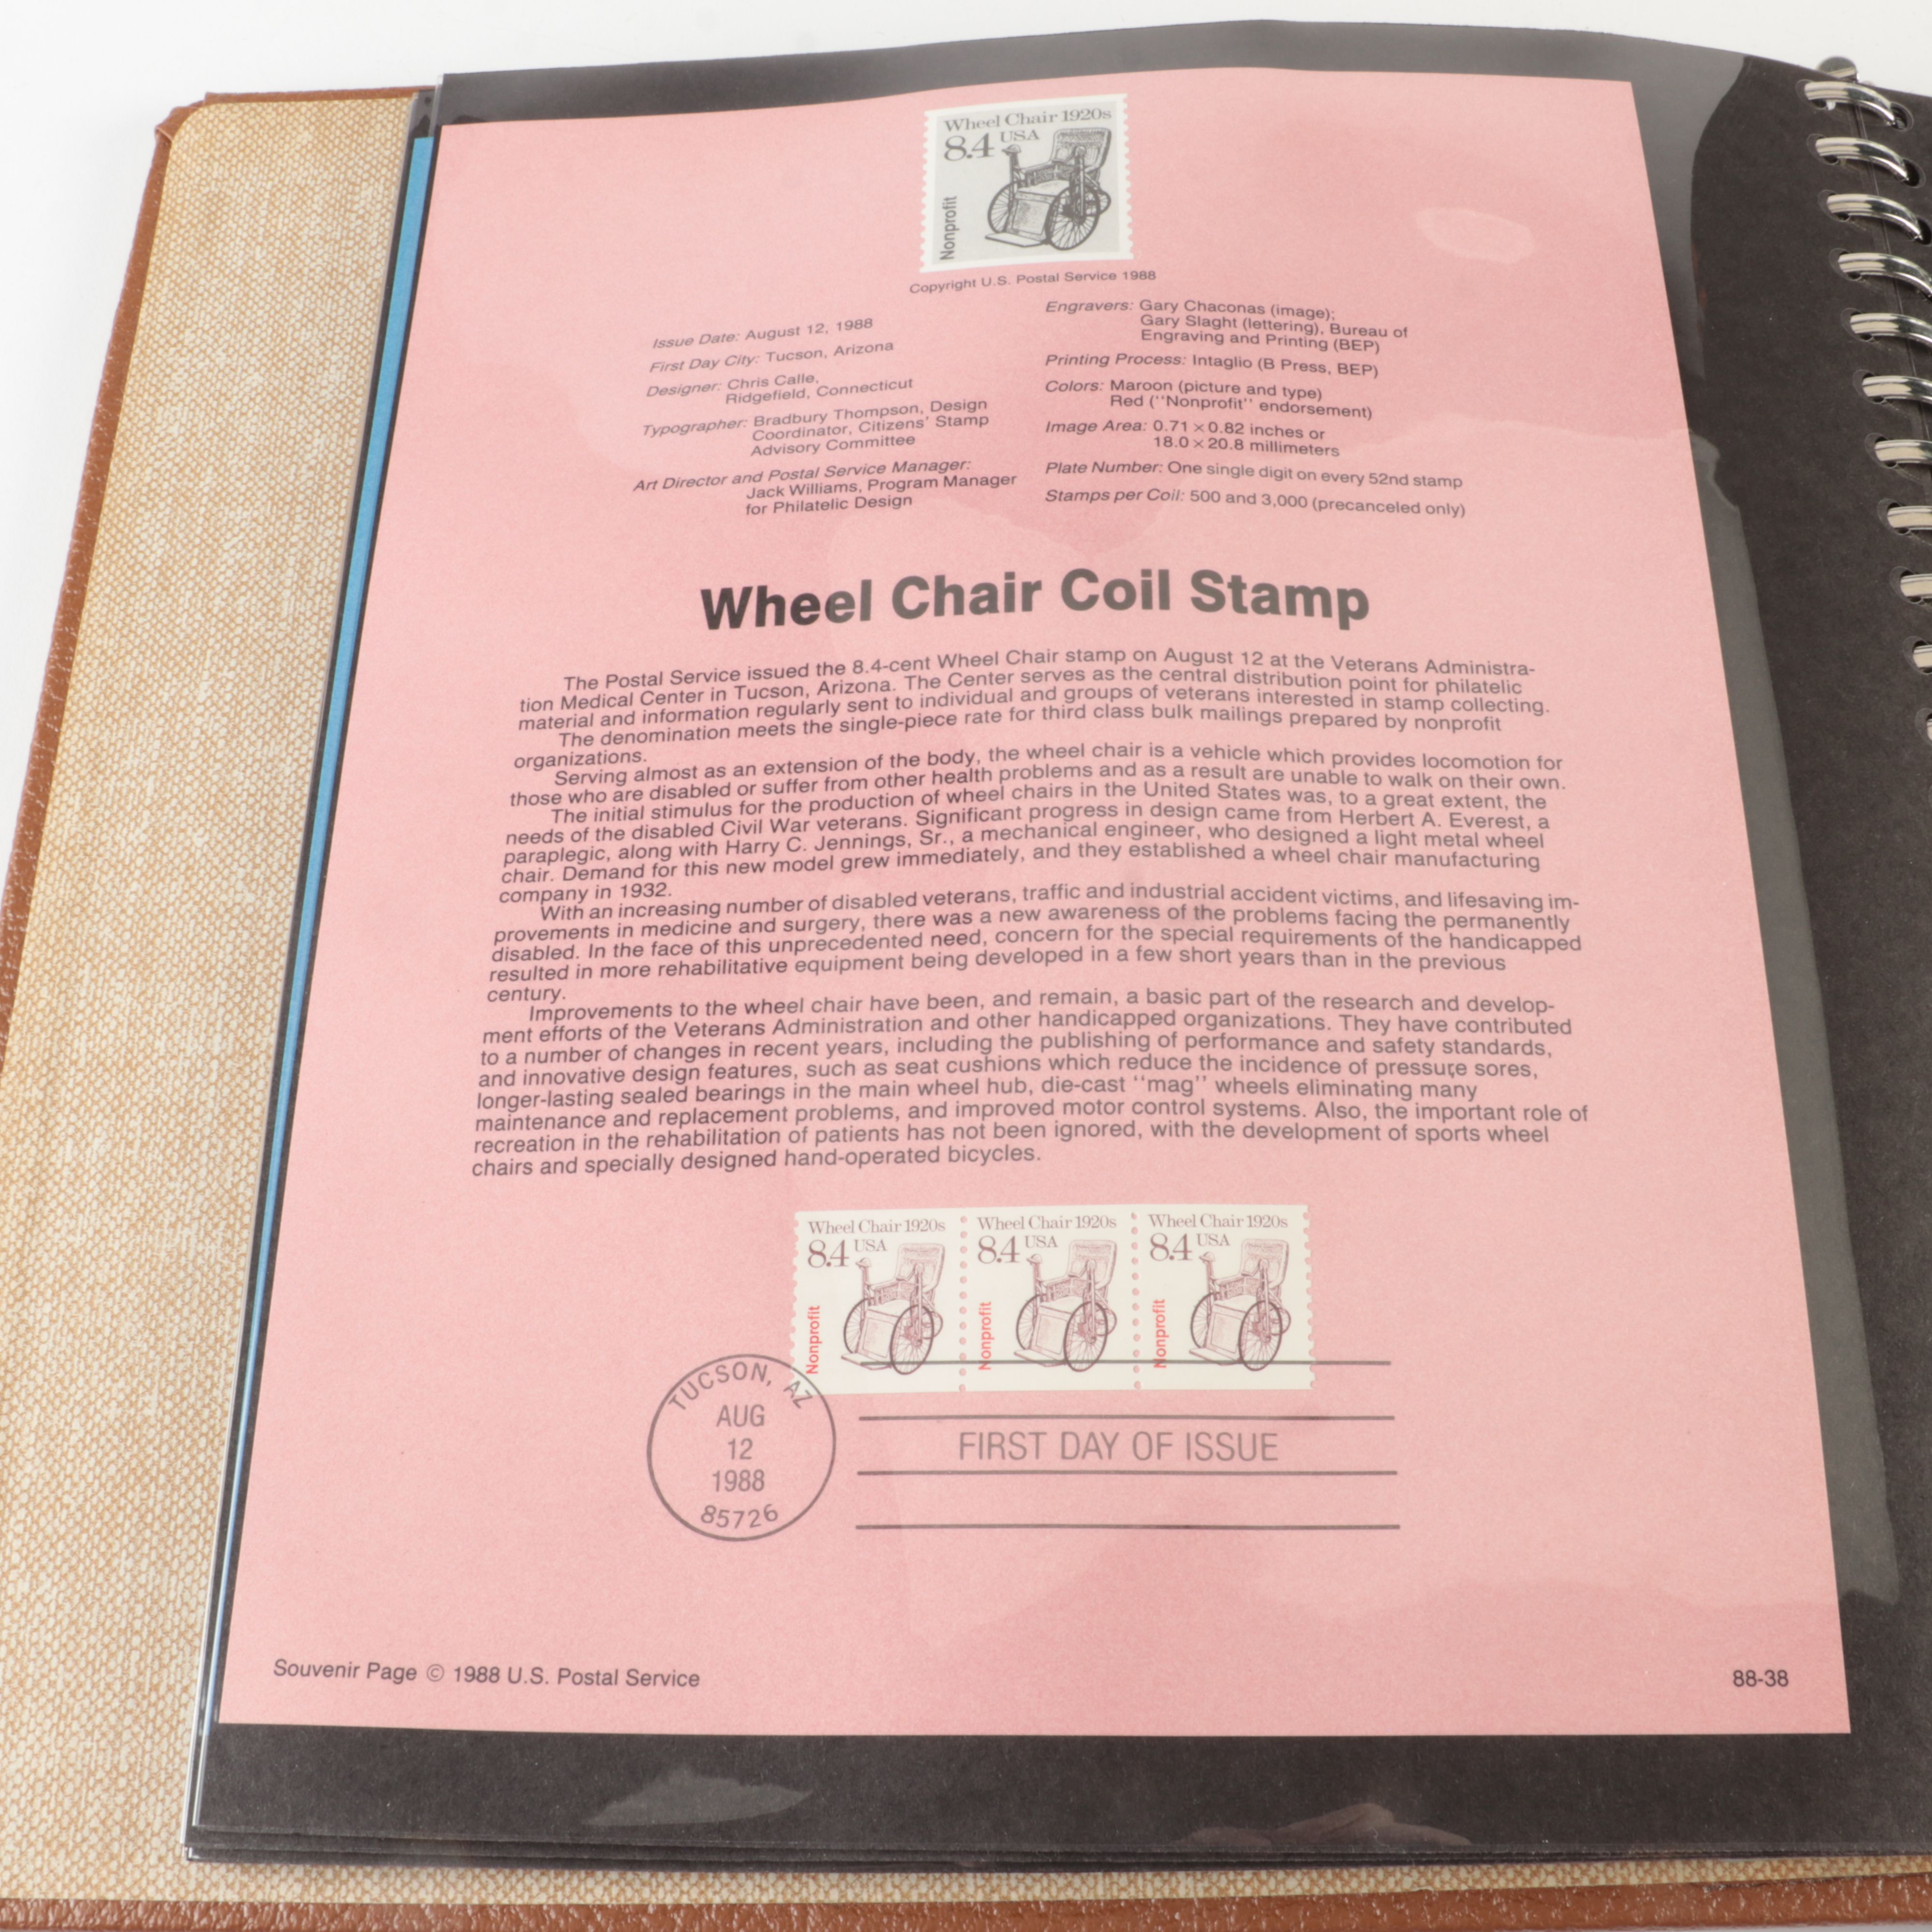 Wheel Chair 1920s
8.4 USA
Nonprofit
Copyright U.S. Postal Service 1988
Issue Date: August 12, 1988
First Day City: Tucson, Arizona
Designer: Chris Calle,
Ridgefield, Connecticut
Typographer: Bradbury Thompson, Design
Coordinator, Citizens' Stamp
Advisory Committee
Art Director and Postal Service Manager:
Jack Williams, Program Manager
for Philatelic Design
Engravers: Gary Chaconas (image);
Gary Slaght (lettering), Bureau of
Engraving and Printing (BEP)
Printing Process: Intaglio (B Press, BEP)
Colors: Maroon (picture and type)
Red ("Nonprofit" endorsement)
Image Area: 0.71 × 0.82 inches or
18.0 × 20.8 millimeters
Plate Number: One single digit on every 52nd stamp
Stamps per Coil: 500 and 3,000 (precanceled only)
Wheel Chair Coil Stamp
The Postal Service issued the 8.4-cent Wheel Chair stamp on August 12 at the Veterans Administra-
tion Medical Center in Tucson, Arizona. The Center serves as the central distribution point for philatelic
material and information regularly sent to individual and groups of veterans interested in stamp collecting.
The denomination meets the single-piece rate for third class bulk mailings prepared by nonprofit
organizations.
Serving almost as an extension of the body, the wheel chair is a vehicle which provides locomotion for
those who are disabled or suffer from other health problems and as a result are unable to walk on their own.
The initial stimulus for the production of wheel chairs in the United States was, to a great extent, the
needs of the disabled Civil War veterans. Significant progress in design came from Herbert A. Everest, a
paraplegic, along with Harry C. Jennings, Sr., a mechanical engineer, who designed a light metal wheel
chair. Demand for this new model grew immediately, and they established a wheel chair manufacturing
company in 1932.
With an increasing number of disabled veterans, traffic and industrial accident victims, and lifesaving im-
provements in medicine and surgery, there was a new awareness of the problems facing the permanently
disabled. In the face of this unprecedented need, concern for the special requirements of the handicapped
resulted in more rehabilitative equipment being developed in a few short years than in the previous
century.
Improvements to the wheel chair have been, and remain, a basic part of the research and develop-
ment efforts of the Veterans Administration and other handicapped organizations. They have contributed
to a number of changes in recent years, including the publishing of performance and safety standards,
and innovative design features, such as seat cushions which reduce the incidence of pressure sores,
longer-lasting sealed bearings in the main wheel hub, die-cast "mag" wheels eliminating many
maintenance and replacement problems, and improved motor control systems. Also, the important role of
recreation in the rehabilitation of patients has not been ignored, with the development of sports wheel
chairs and specially designed hand-operated bicycles.
Wheel Chair 1920s
8.4 USA
Nonprofit
Wheel Chair 1920s
8.4 USA
Nonprofit
Wheel Chair 1920s
8.4 USA
Nonprofit
TUCSON, AZ
AUG
12
1988
85726
FIRST DAY OF ISSUE
Souvenir Page © 1988 U.S. Postal Service
88-38